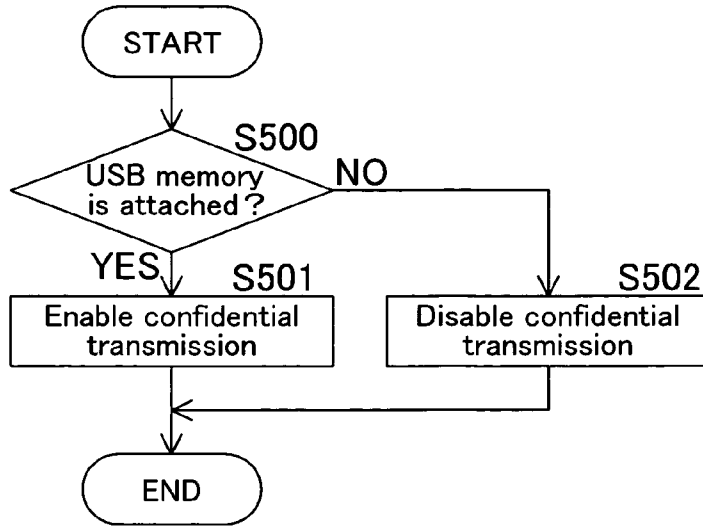 START
S500
USB memory
is attached?
NO
YES
S501
S502
Enable confidential
transmission
Disable confidential
transmission
END